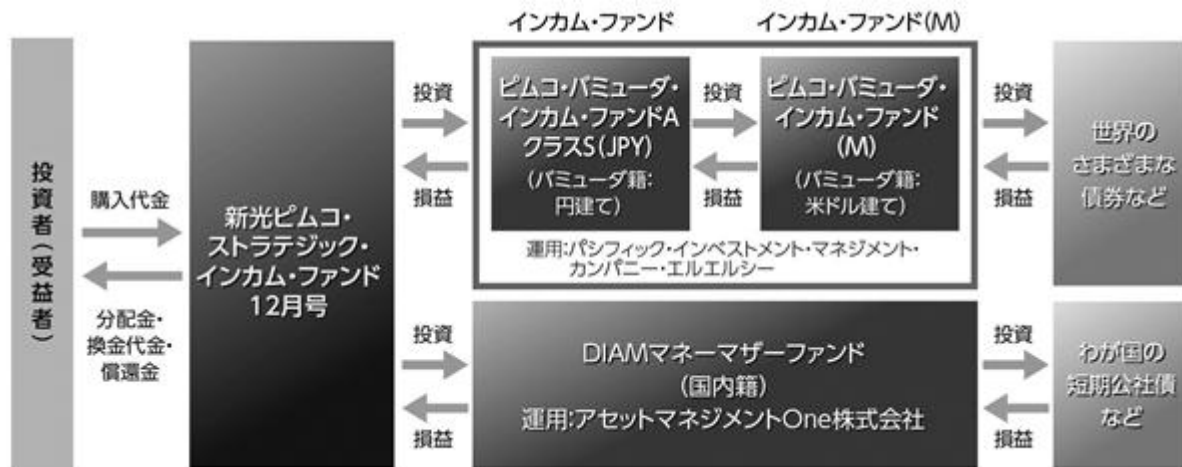 インカム・ファンド
インカム・ファンド(M)
投資者(受益者)
購入代金
分配金・
換金代金・
償還金
新光ピムコ・
ストラテジック・
インカム・ファンド
12月号
投資
損益
ピムコ・バミューダ・
インカム・ファンドA
クラスS(JPY)
(バミューダ籍:
円建て)
投資
損益
ピムコ・バミューダ・
インカム・ファンド
(M)
(バミューダ籍:
米ドル建て)
運用:パシフィック・インベストメント・マネジメント・
カンパニー・エルエルシー
投資
損益
世界の
さまざまな
債券など
投資
損益
DIAMマネーマザーファンド
(国内籍)
運用:アセットマネジメントOne株式会社
投資
損益
わが国の
短期公社債
など